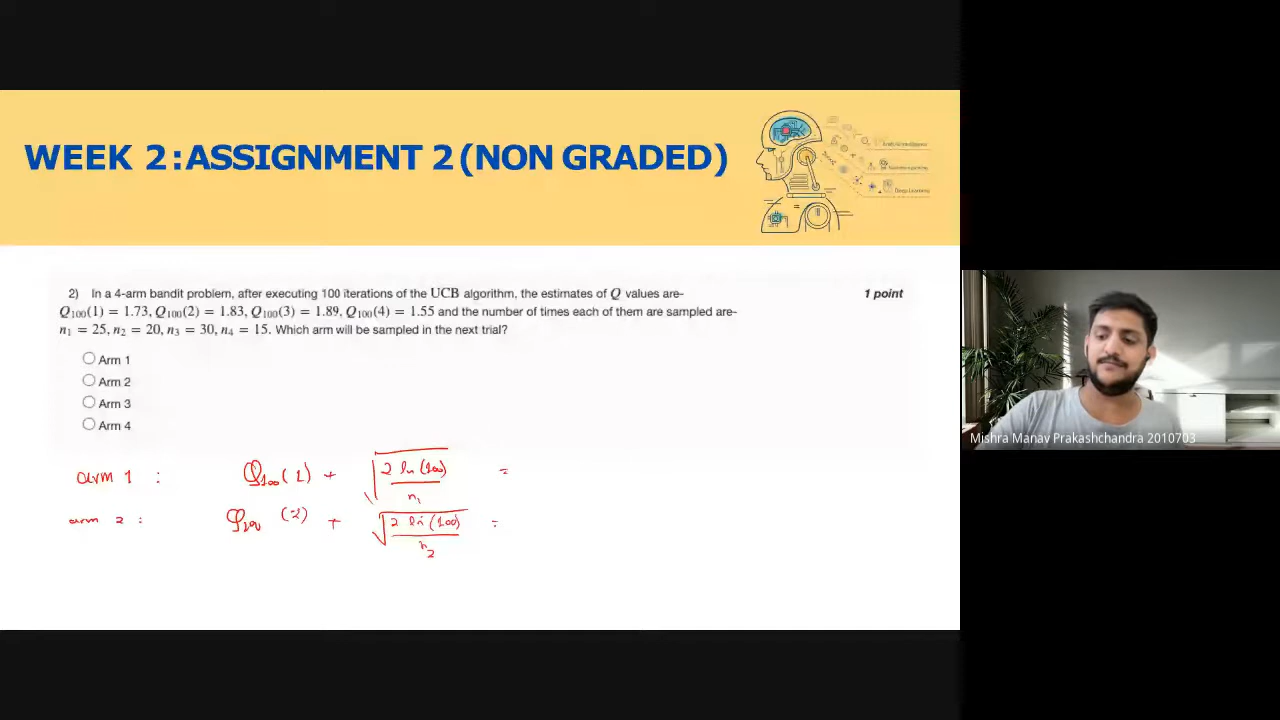 WEEK 2:ASSIGNMENT 2(NON GRADED)
Deep Learning
2) In a 4-arm bandit problem, after executing 100 iterations of the UCB algorithm, the estimates of Q values are- 1 point
Q₁₀₀(1) = 1.73, Q₁₀₀(2) = 1.83, Q₁₀₀(3) = 1.89, Q₁₀₀(4) = 1.55 and the number of times each of them are sampled are-
n₁ = 25, n₂ = 20, n₃ = 30, n₄ = 15. Which arm will be sampled in the next trial?
Arm 1
Arm 2
Arm 3
Arm 4
arm 1 : Q₁₀₀(1) + √(2 ln(100)/n₁) =
arm 2 : Q₁₀₀(2) + √(2 ln(100)/n₂) =
Mishra Manav Prakashchandra 2010703